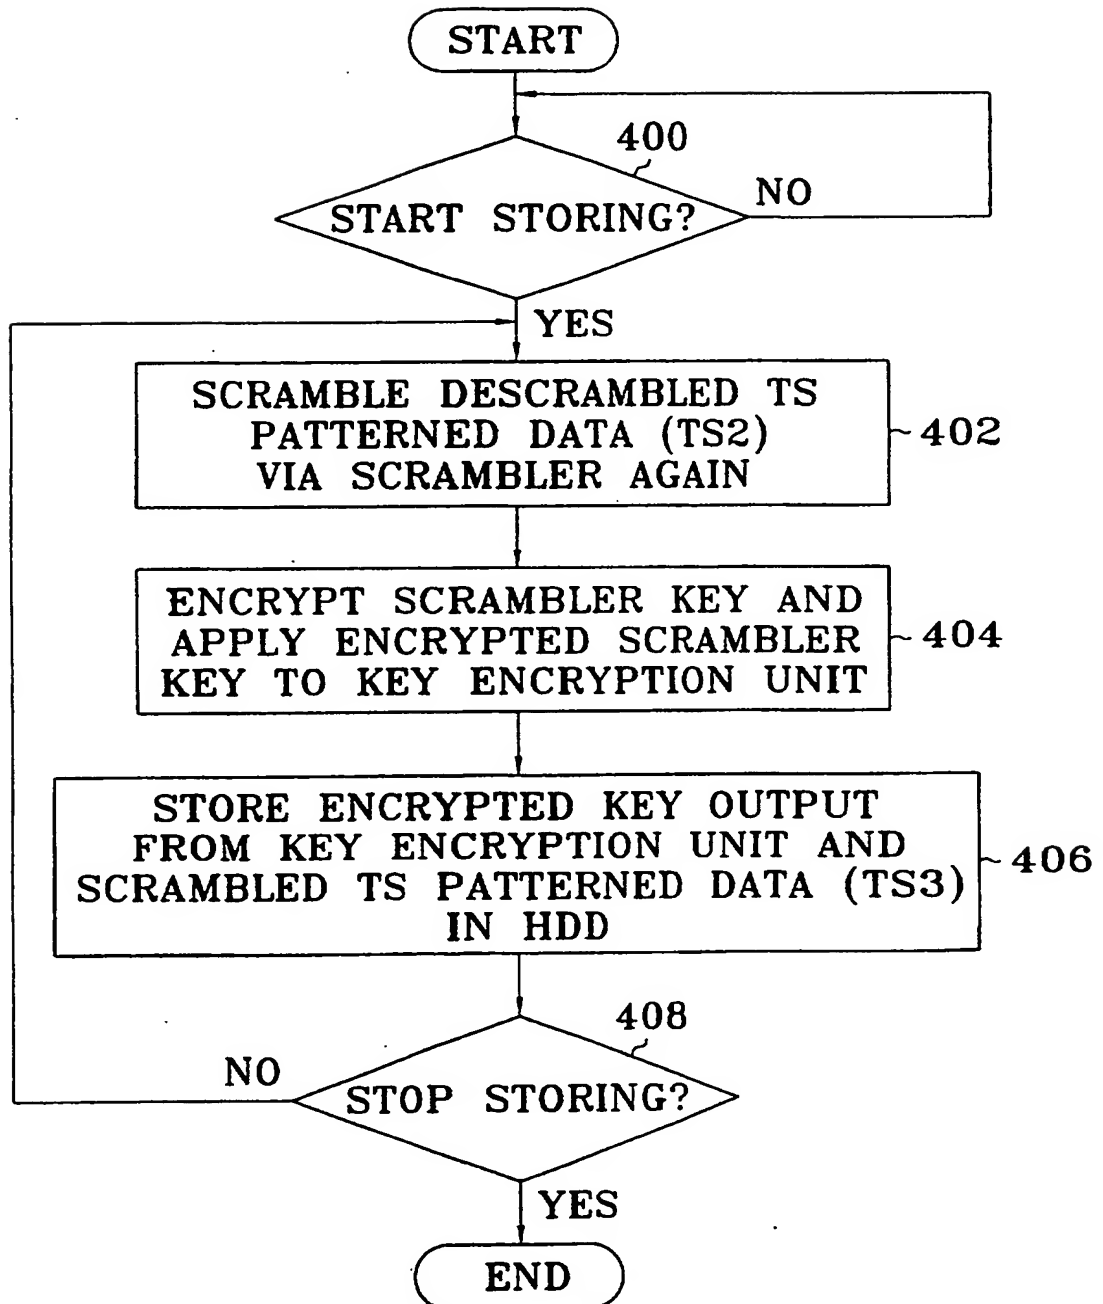 START
400
START STORING?
NO
YES
SCRAMBLE DESCRAMBLED TS
PATTERNED DATA (TS2)
VIA SCRAMBLER AGAIN
402
ENCRYPT SCRAMBLER KEY AND
APPLY ENCRYPTED SCRAMBLER
KEY TO KEY ENCRYPTION UNIT
404
STORE ENCRYPTED KEY OUTPUT
FROM KEY ENCRYPTION UNIT AND
SCRAMBLED TS PATTERNED DATA (TS3)
IN HDD
406
408
NO
STOP STORING?
YES
END